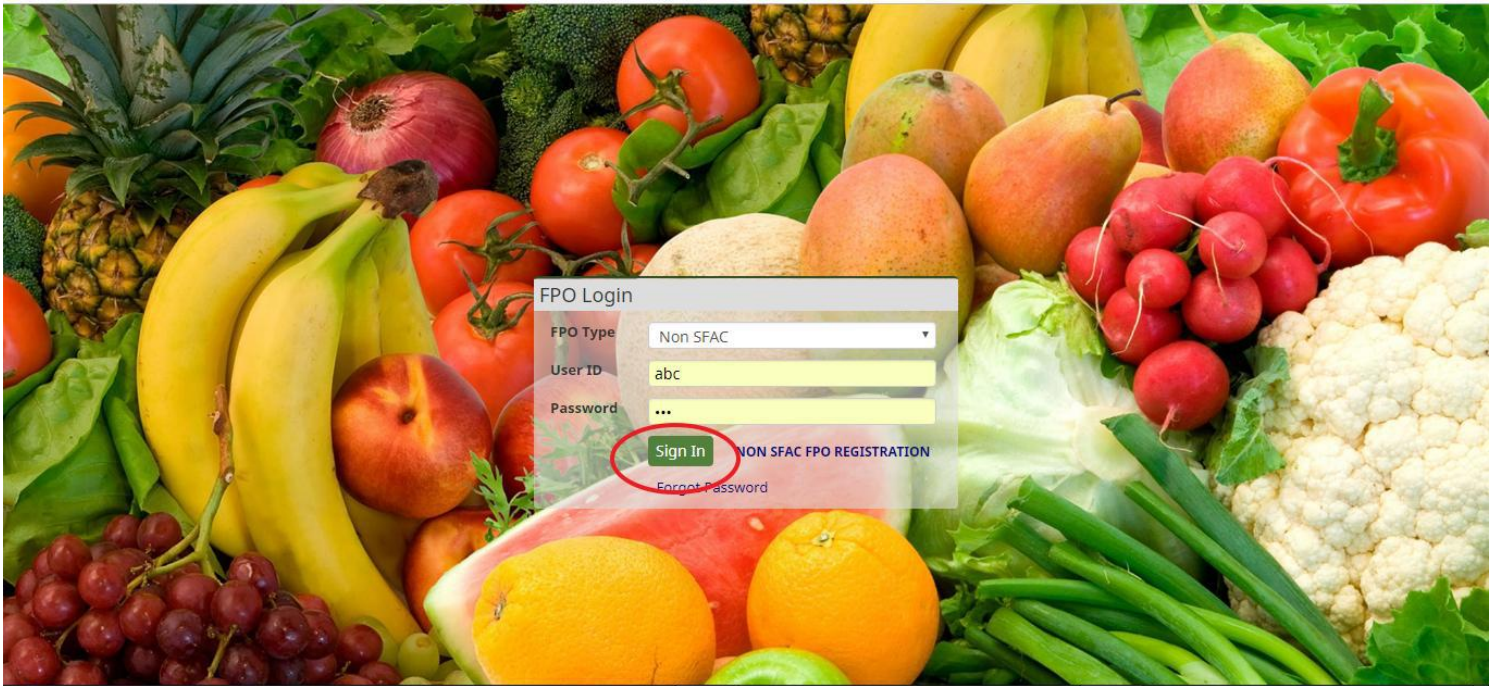 FPO Login
FPO Type Non SFAC
User ID abc
Password •••
Sign In NON SFAC FPO REGISTRATION
Forgot Password